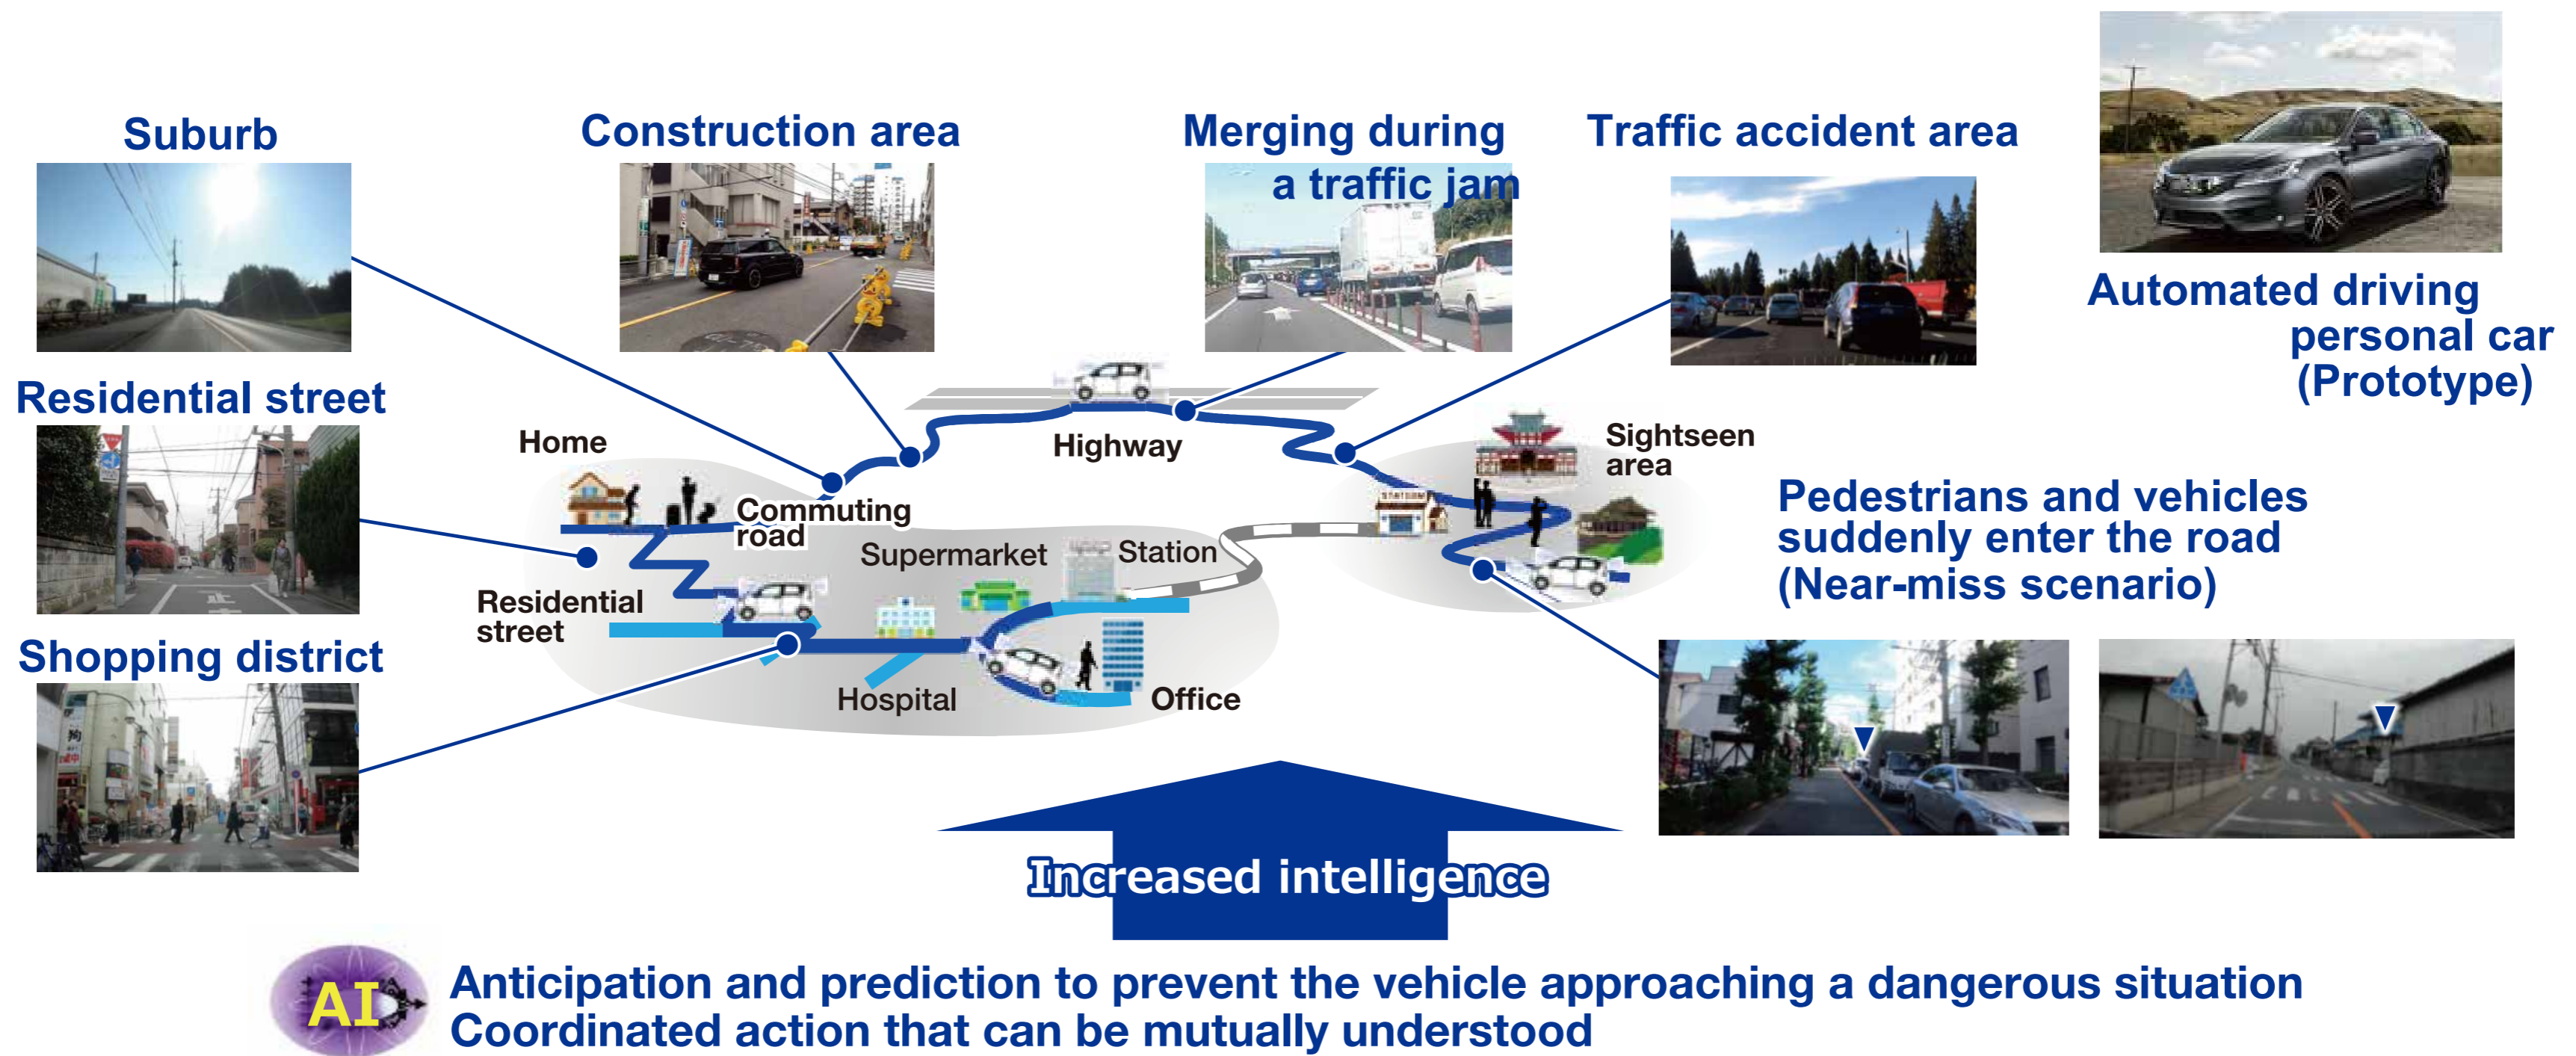 Suburb
Construction area
Merging during
a traffic jam
Traffic accident area
Automated driving
personal car
(Prototype)
Residential street
Home
Highway
Sightseen
area
STATION
Commuting
road
Supermarket
Station
Pedestrians and vehicles
suddenly enter the road
(Near-miss scenario)
Residential
street
Shopping district
Hospital
Office
Increased intelligence
AI
Anticipation and prediction to prevent the vehicle approaching a dangerous situation
Coordinated action that can be mutually understood